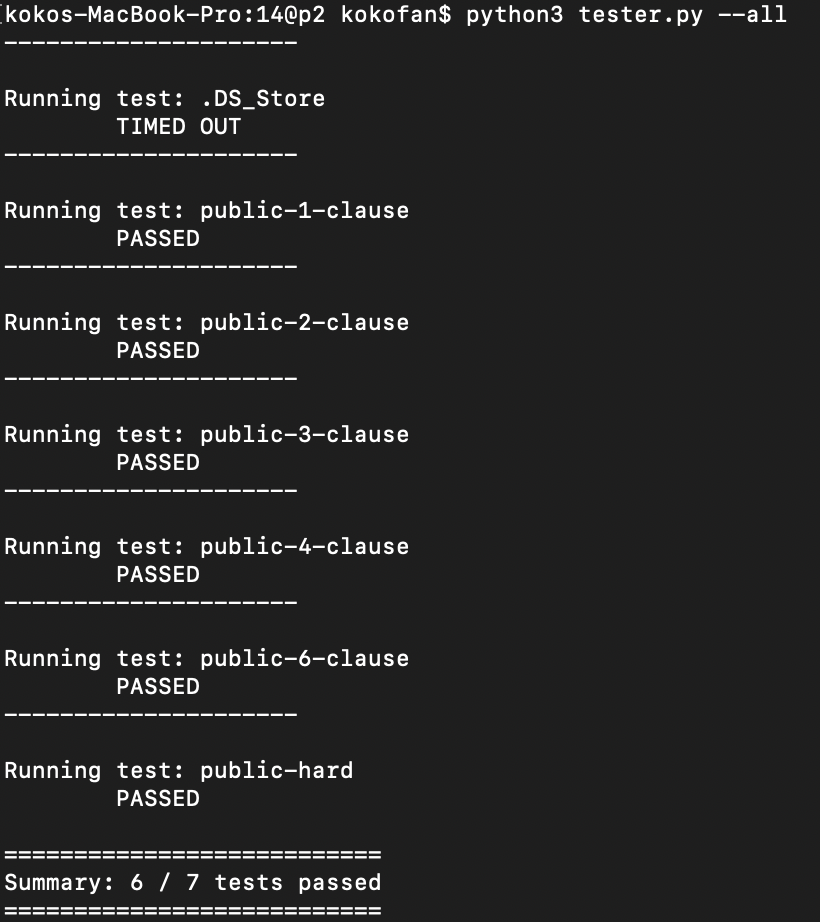 kokos-MacBook-Pro:14@p2 kokofan$ python3 tester.py --all
---------------------
Running test: .DS_Store
TIMED OUT
---------------------
Running test: public-1-clause
PASSED
---------------------
Running test: public-2-clause
PASSED
---------------------
Running test: public-3-clause
PASSED
---------------------
Running test: public-4-clause
PASSED
---------------------
Running test: public-6-clause
PASSED
---------------------
Running test: public-hard
PASSED
===========================
Summary: 6 / 7 tests passed
===========================